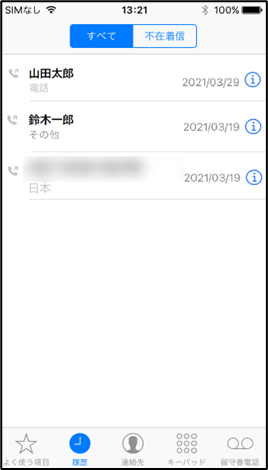 SIMなし 13:21 100%
すべて 不在着信
山田太郎
電話 2021/03/29
鈴木一郎
その他 2021/03/19
日本 2021/03/19
よく使う項目 履歴 連絡先 キーパッド 留守番電話